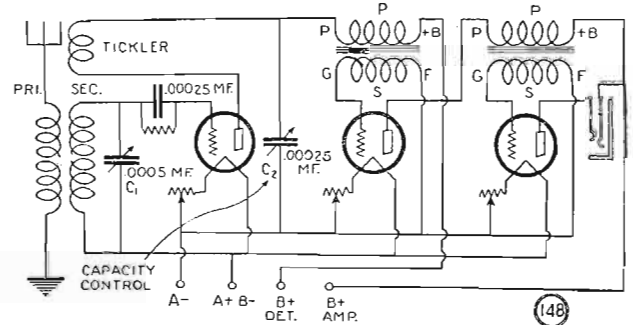 P
P
+B
P
P
+B
TICKLER
G
S
F
G
S
F
PRI.
SEC.
.00025 MF.
.0005 MF.
C1
C2
.00025
MF.
CAPACITY
CONTROL
A-
A+ B-
B+
DET.
B+
AMP.
148